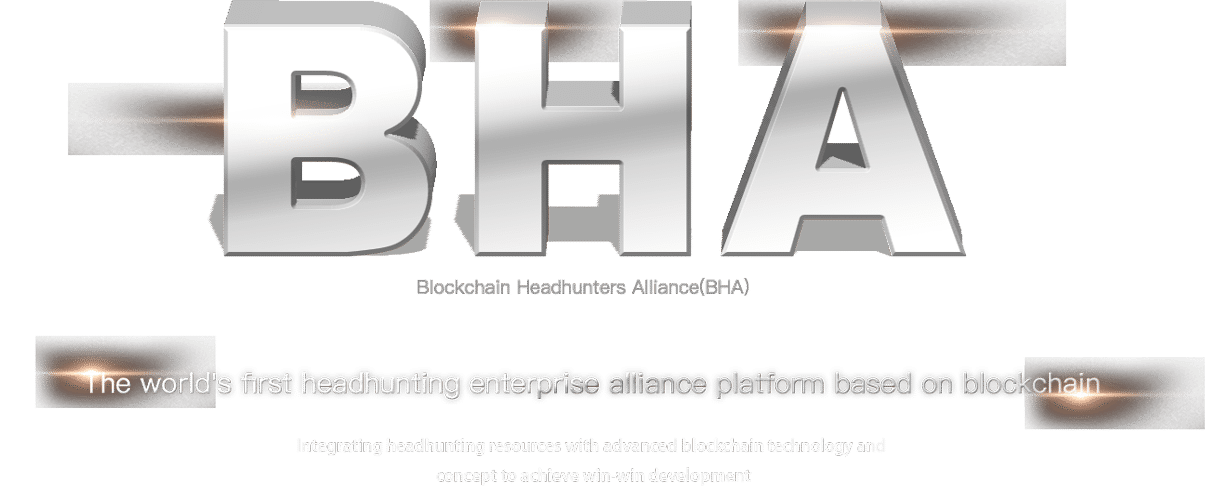 BHA
Blockchain Headhunters Alliance(BHA)
The world's first headhunting enterprise alliance platform based on blockchain
Integrating headhunting resources with advanced blockchain technology and
concept to achieve win-win development